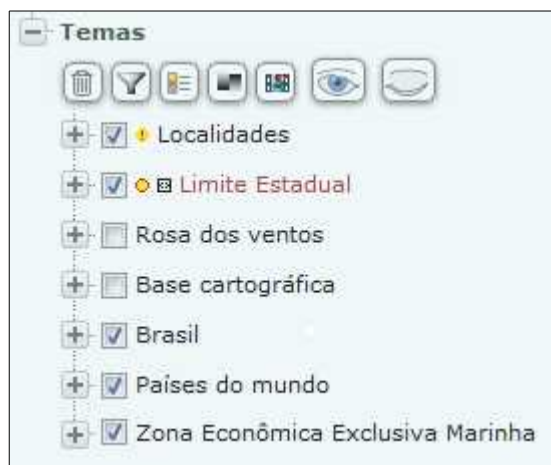 Temas
Localidades
Limite Estadual
Rosa dos ventos
Base cartográfica
Brasil
Países do mundo
Zona Econômica Exclusiva Marinha